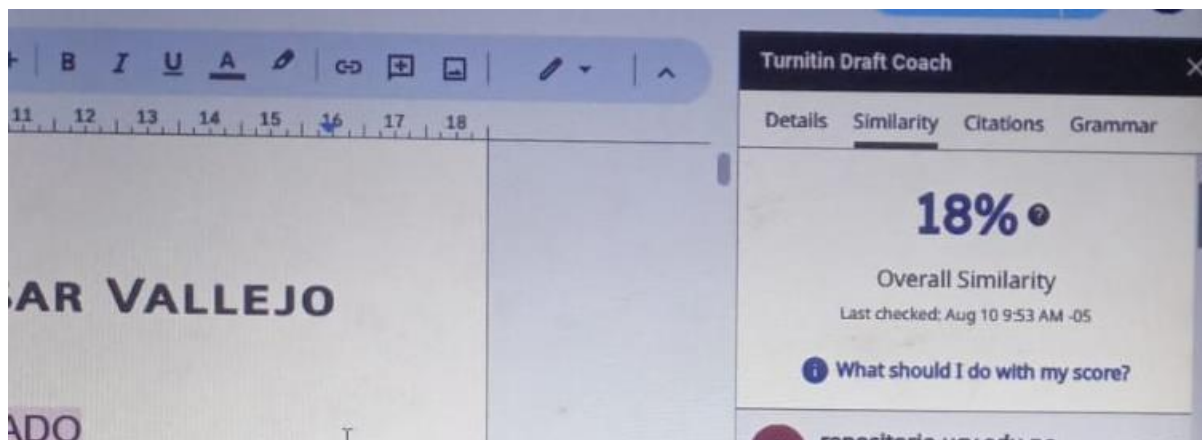 B I U A
11 12 13 14 15 16 17 18
SAR VALLEJO
ADO
Turnitin Draft Coach
Details Similarity Citations Grammar
18%
Overall Similarity
Last checked: Aug 10 9:53 AM -05
What should I do with my score?